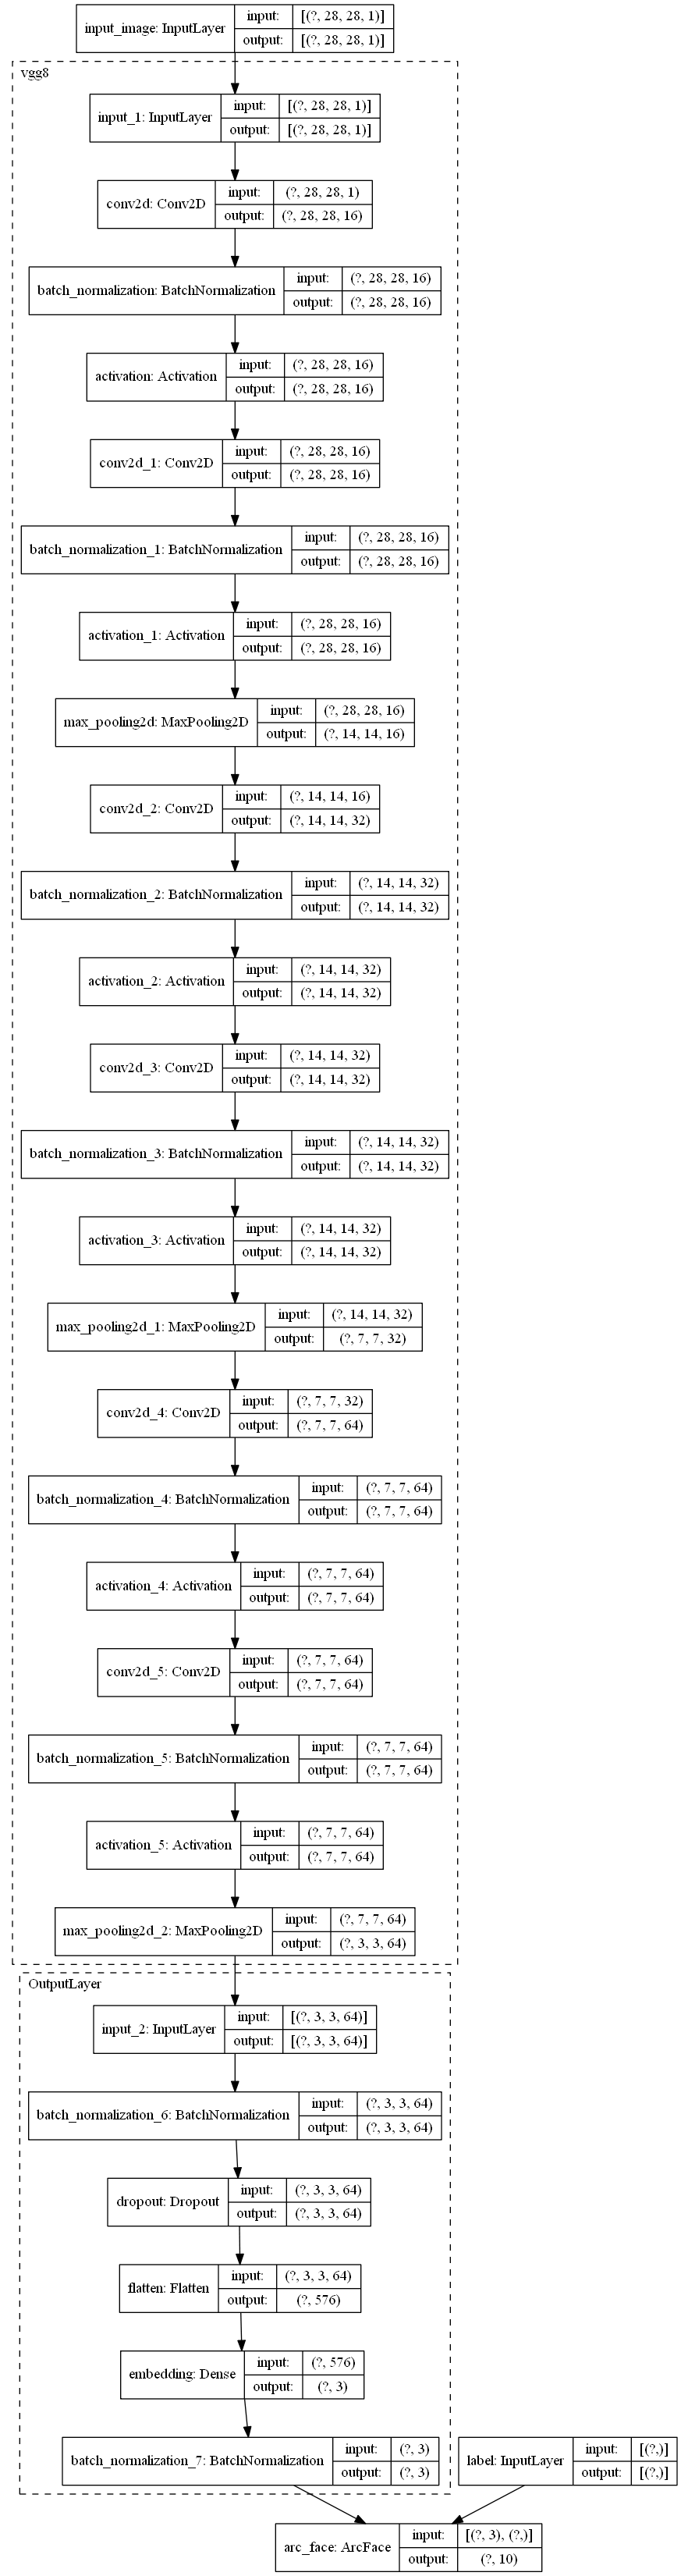 input_image: InputLayer
input: [(?, 28, 28, 1)]
output: [(?, 28, 28, 1)]
vgg8
input_1: InputLayer
input: [(?, 28, 28, 1)]
output: [(?, 28, 28, 1)]
conv2d: Conv2D
input: (?, 28, 28, 1)
output: (?, 28, 28, 16)
batch_normalization: BatchNormalization
input: (?, 28, 28, 16)
output: (?, 28, 28, 16)
activation: Activation
input: (?, 28, 28, 16)
output: (?, 28, 28, 16)
conv2d_1: Conv2D
input: (?, 28, 28, 16)
output: (?, 28, 28, 16)
batch_normalization_1: BatchNormalization
input: (?, 28, 28, 16)
output: (?, 28, 28, 16)
activation_1: Activation
input: (?, 28, 28, 16)
output: (?, 28, 28, 16)
max_pooling2d: MaxPooling2D
input: (?, 28, 28, 16)
output: (?, 14, 14, 16)
conv2d_2: Conv2D
input: (?, 14, 14, 16)
output: (?, 14, 14, 32)
batch_normalization_2: BatchNormalization
input: (?, 14, 14, 32)
output: (?, 14, 14, 32)
activation_2: Activation
input: (?, 14, 14, 32)
output: (?, 14, 14, 32)
conv2d_3: Conv2D
input: (?, 14, 14, 32)
output: (?, 14, 14, 32)
batch_normalization_3: BatchNormalization
input: (?, 14, 14, 32)
output: (?, 14, 14, 32)
activation_3: Activation
input: (?, 14, 14, 32)
output: (?, 14, 14, 32)
max_pooling2d_1: MaxPooling2D
input: (?, 14, 14, 32)
output: (?, 7, 7, 32)
conv2d_4: Conv2D
input: (?, 7, 7, 32)
output: (?, 7, 7, 64)
batch_normalization_4: BatchNormalization
input: (?, 7, 7, 64)
output: (?, 7, 7, 64)
activation_4: Activation
input: (?, 7, 7, 64)
output: (?, 7, 7, 64)
conv2d_5: Conv2D
input: (?, 7, 7, 64)
output: (?, 7, 7, 64)
batch_normalization_5: BatchNormalization
input: (?, 7, 7, 64)
output: (?, 7, 7, 64)
activation_5: Activation
input: (?, 7, 7, 64)
output: (?, 7, 7, 64)
max_pooling2d_2: MaxPooling2D
input: (?, 7, 7, 64)
output: (?, 3, 3, 64)
OutputLayer
input_2: InputLayer
input: [(?, 3, 3, 64)]
output: [(?, 3, 3, 64)]
batch_normalization_6: BatchNormalization
input: (?, 3, 3, 64)
output: (?, 3, 3, 64)
dropout: Dropout
input: (?, 3, 3, 64)
output: (?, 3, 3, 64)
flatten: Flatten
input: (?, 3, 3, 64)
output: (?, 576)
embedding: Dense
input: (?, 576)
output: (?, 3)
batch_normalization_7: BatchNormalization
input: (?, 3)
output: (?, 3)
label: InputLayer
input: [(?,)]
output: [(?,)]
arc_face: ArcFace
input: [(?, 3), (?,)]
output: (?, 10)